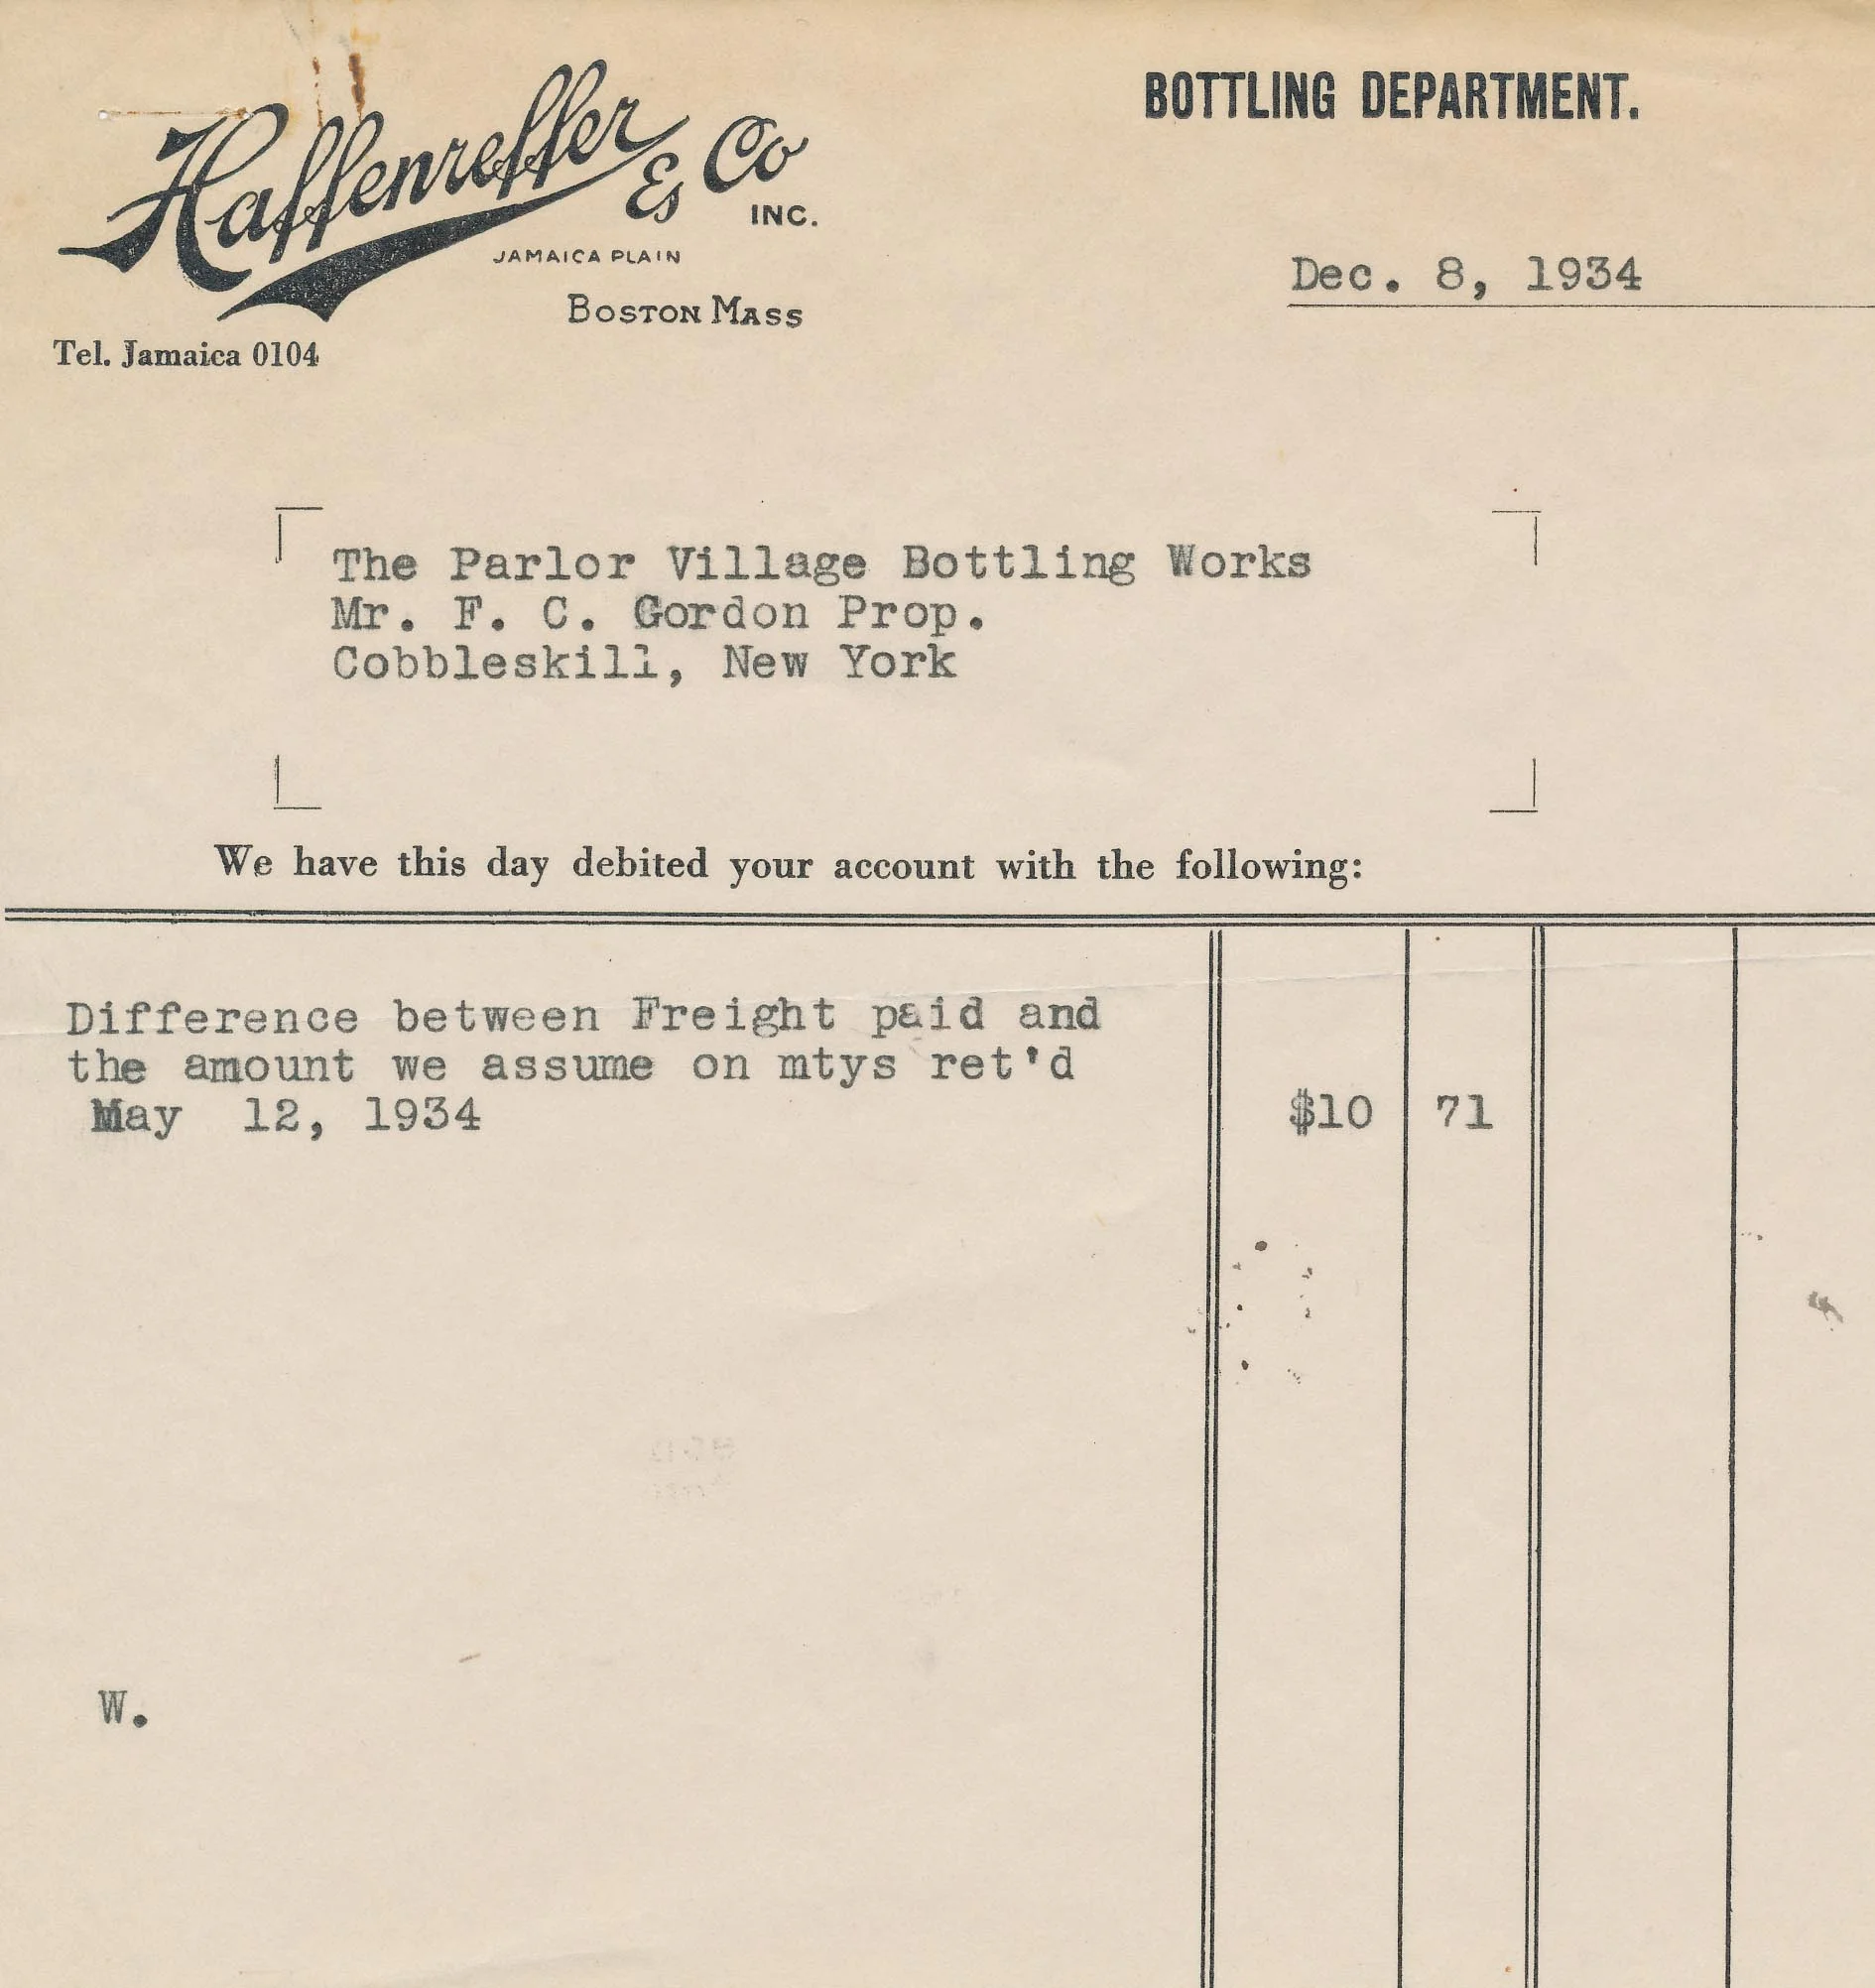 Haffenreffer & Co
INC.
JAMAICA PLAIN
BOSTON MASS
Tel. Jamaica 0104
BOTTLING DEPARTMENT.
Dec. 8, 1934
The Parlor Village Bottling Works
Mr. F. C. Gordon Prop.
Cobbleskill, New York
We have this day debited your account with the following:
Difference between Freight paid and
the amount we assume on mtys ret'd
May 12, 1934 $10 71
W.